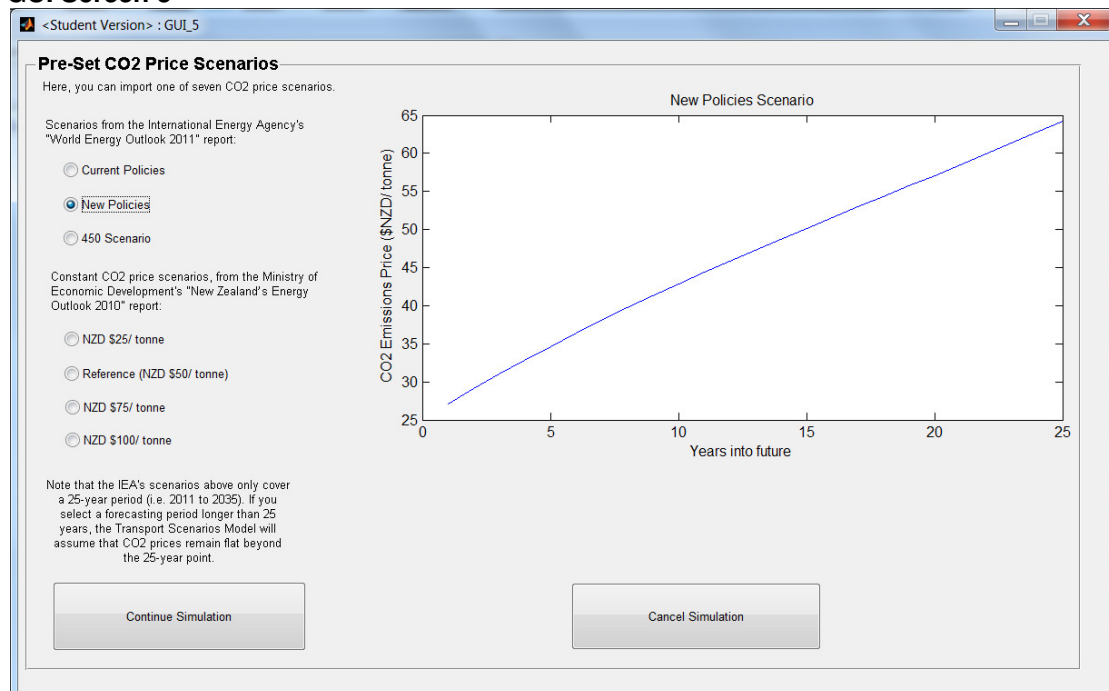 <Student Version> : GUI_5
Pre-Set CO2 Price Scenarios
Here, you can import one of seven CO2 price scenarios.
Scenarios from the International Energy Agency's
"World Energy Outlook 2011" report:
Current Policies
New Policies
450 Scenario
Constant CO2 price scenarios, from the Ministry of
Economic Development's "New Zealand's Energy
Outlook 2010" report:
NZD $25/ tonne
Reference (NZD $50/ tonne)
NZD $75/ tonne
NZD $100/ tonne
Note that the IEA's scenarios above only cover
a 25-year period (i.e. 2011 to 2035). If you
select a forecasting period longer than 25
years, the Transport Scenarios Model will
assume that CO2 prices remain flat beyond
the 25-year point.
New Policies Scenario
CO2 Emissions Price ($NZD/ tonne)
65
60
55
50
45
40
35
30
25
0 5 10 15 20 25
Years into future
Continue Simulation
Cancel Simulation